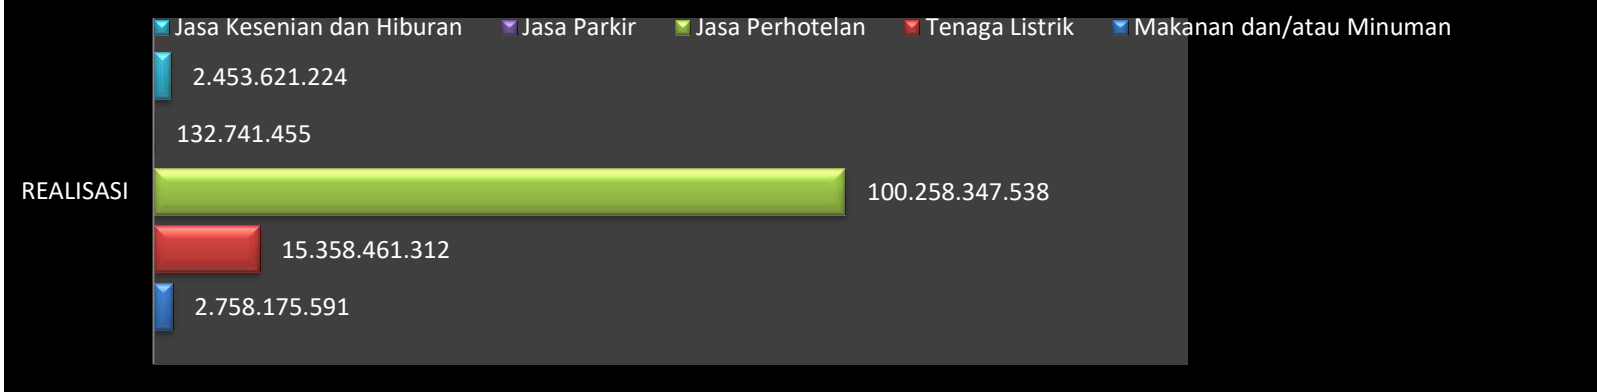 Jasa Kesenian dan Hiburan Jasa Parkir Jasa Perhotelan Tenaga Listrik Makanan dan/atau Minuman
2.453.621.224
132.741.455
REALISASI 100.258.347.538
15.358.461.312
2.758.175.591